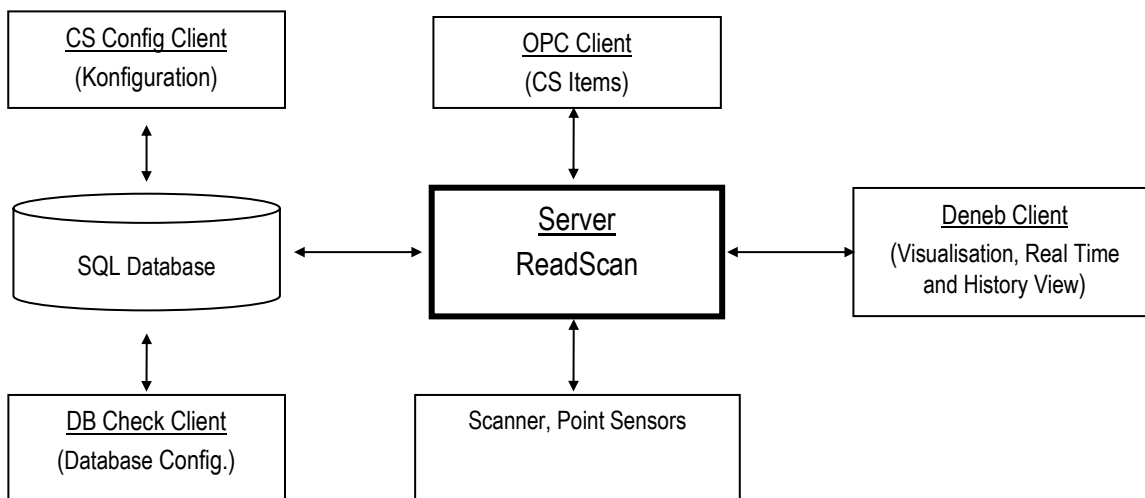 CS Config Client
(Konfiguration)
OPC Client
(CS Items)
SQL Database
Server
ReadScan
Deneb Client
(Visualisation, Real Time
and History View)
DB Check Client
(Database Config.)
Scanner, Point Sensors